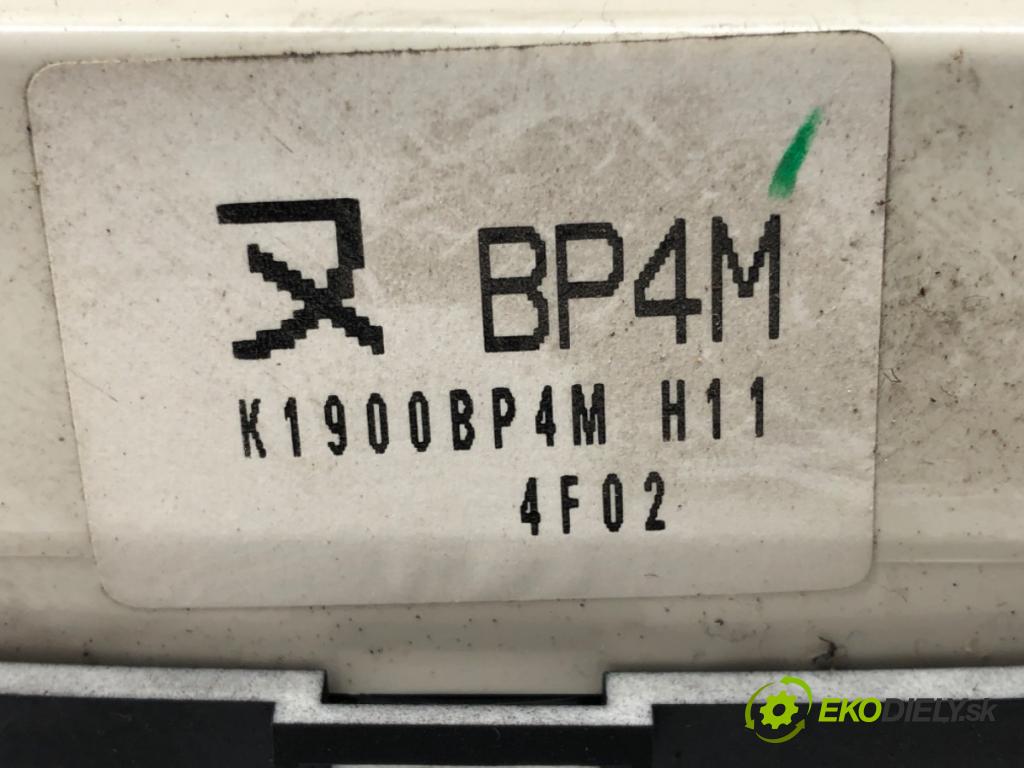 BP4M
K1900BP4M H11
4F02
EKODIELY.sk